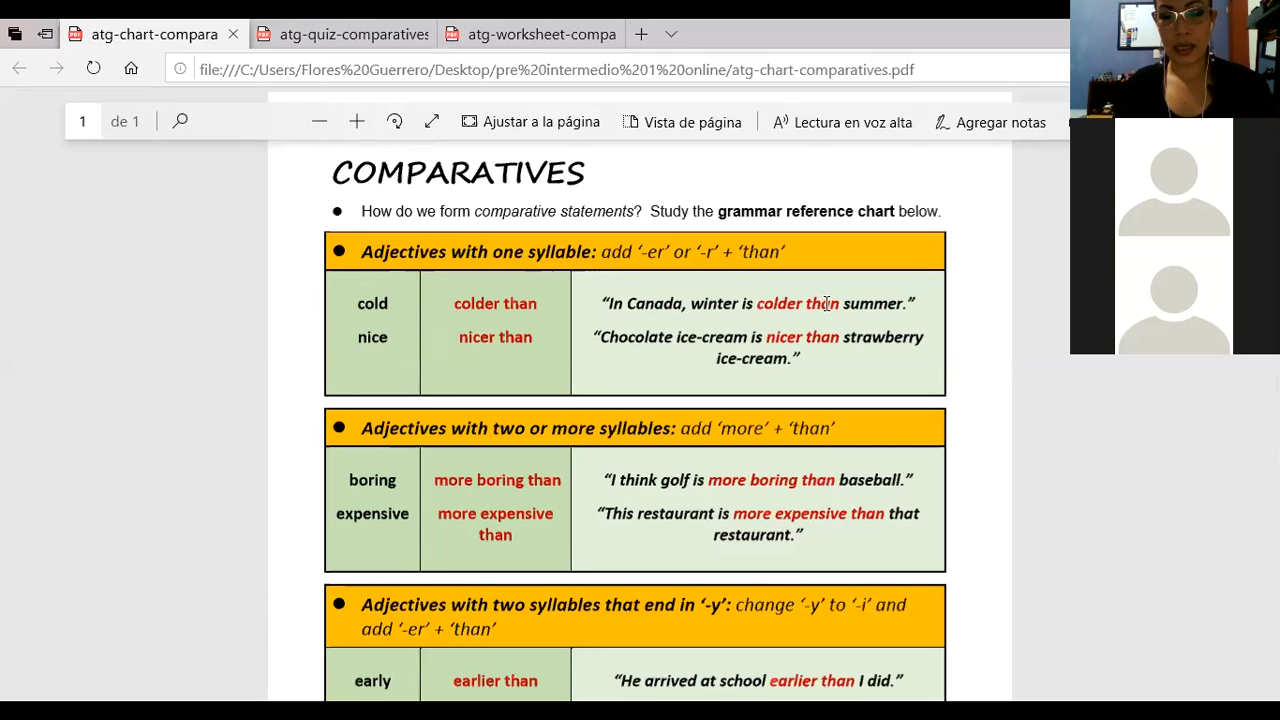 atg-chart-compara
atg-quiz-comparatives
atg-worksheet-compa
file:///C:/Users/Flores%20Guerrero/Desktop/pre%20intermedio%201%20online/atg-chart-comparatives.pdf
1 de 1
Ajustar a la página
Vista de página
Lectura en voz alta
Agregar notas
COMPARATIVES
How do we form comparative statements? Study the grammar reference chart below.
Adjectives with one syllable: add ‘-er’ or ‘-r’ + ‘than’
cold
colder than
“In Canada, winter is colder than summer.”
nice
nicer than
“Chocolate ice-cream is nicer than strawberry
ice-cream.”
Adjectives with two or more syllables: add ‘more’ + ‘than’
boring
more boring than
“I think golf is more boring than baseball.”
expensive
more expensive
than
“This restaurant is more expensive than that
restaurant.”
Adjectives with two syllables that end in ‘-y’: change ‘-y’ to ‘-i’ and
add ‘-er’ + ‘than’
early
earlier than
“He arrived at school earlier than I did.”